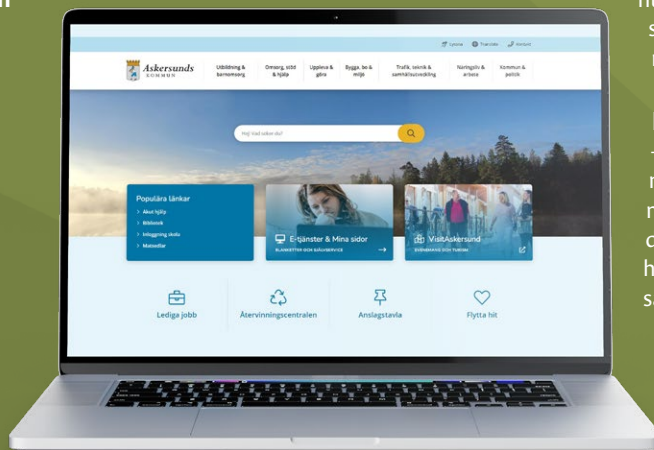 Lyssna Translate Kontakt
Askersunds
KOMMUN
Utbildning &
barnomsorg
Omsorg, stöd
& hjälp
Uppleva &
göra
Bygga, bo &
miljö
Trafik, teknik &
samhällsutveckling
Näringsliv &
arbete
Kommun &
politik
Hej! Vad söker du?
Populära länkar
> Akut hjälp
> Bibliotek
> Inloggning skola
> Matsedlar
E-tjänster & Mina sidor
BLANKETTER OCH SJÄLVSERVICE
VisitAskersund
EVENEMANG OCH TURISM
Lediga jobb
Återvinningscentralen
Anslagstavla
Flytta hit